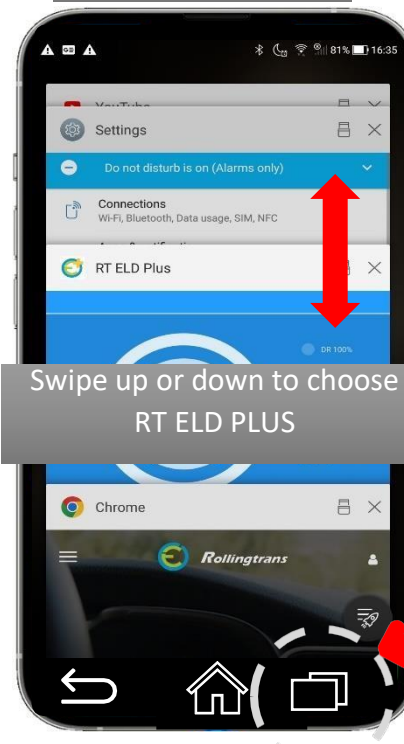 GB
81% 16:35
YouTube
Settings
Do not disturb is on (Alarms only)
Connections
Wi-Fi, Bluetooth, Data usage, SIM, NFC
RT ELD Plus
DR 100%
Swipe up or down to choose
RT ELD PLUS
Chrome
Rollingtrans